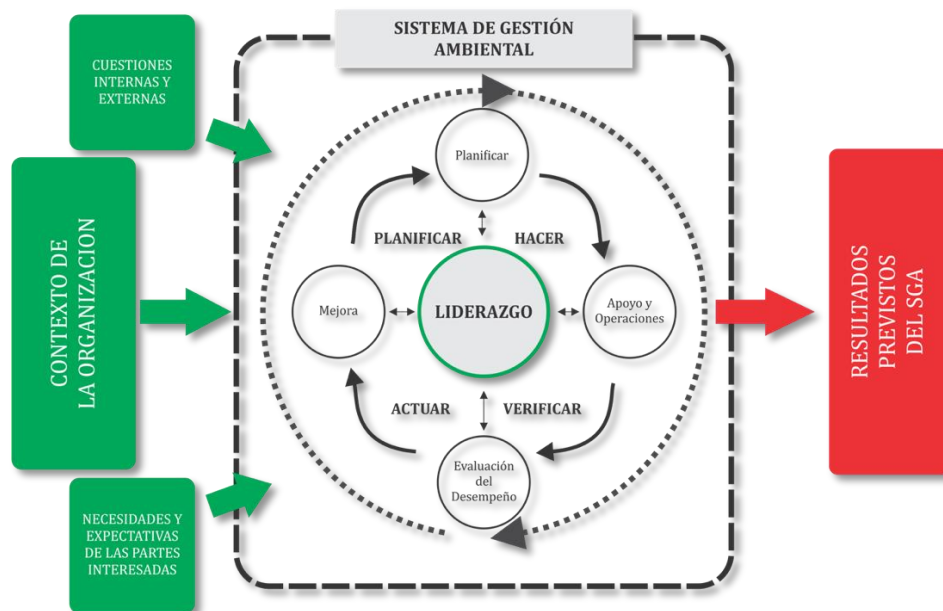 SISTEMA DE GESTIÓN
AMBIENTAL
CUESTIONES
INTERNAS Y
EXTERNAS
CONTEXTO DE
LA ORGANIZACION
NECESIDADES Y
EXPECTATIVAS
DE LAS PARTES
INTERESADAS
Planificar
PLANIFICAR
HACER
Mejora
LIDERAZGO
Apoyo y
Operaciones
ACTUAR
VERIFICAR
Evaluación
del
Desempeño
RESULTADOS
PREVISTOS
DEL SGA